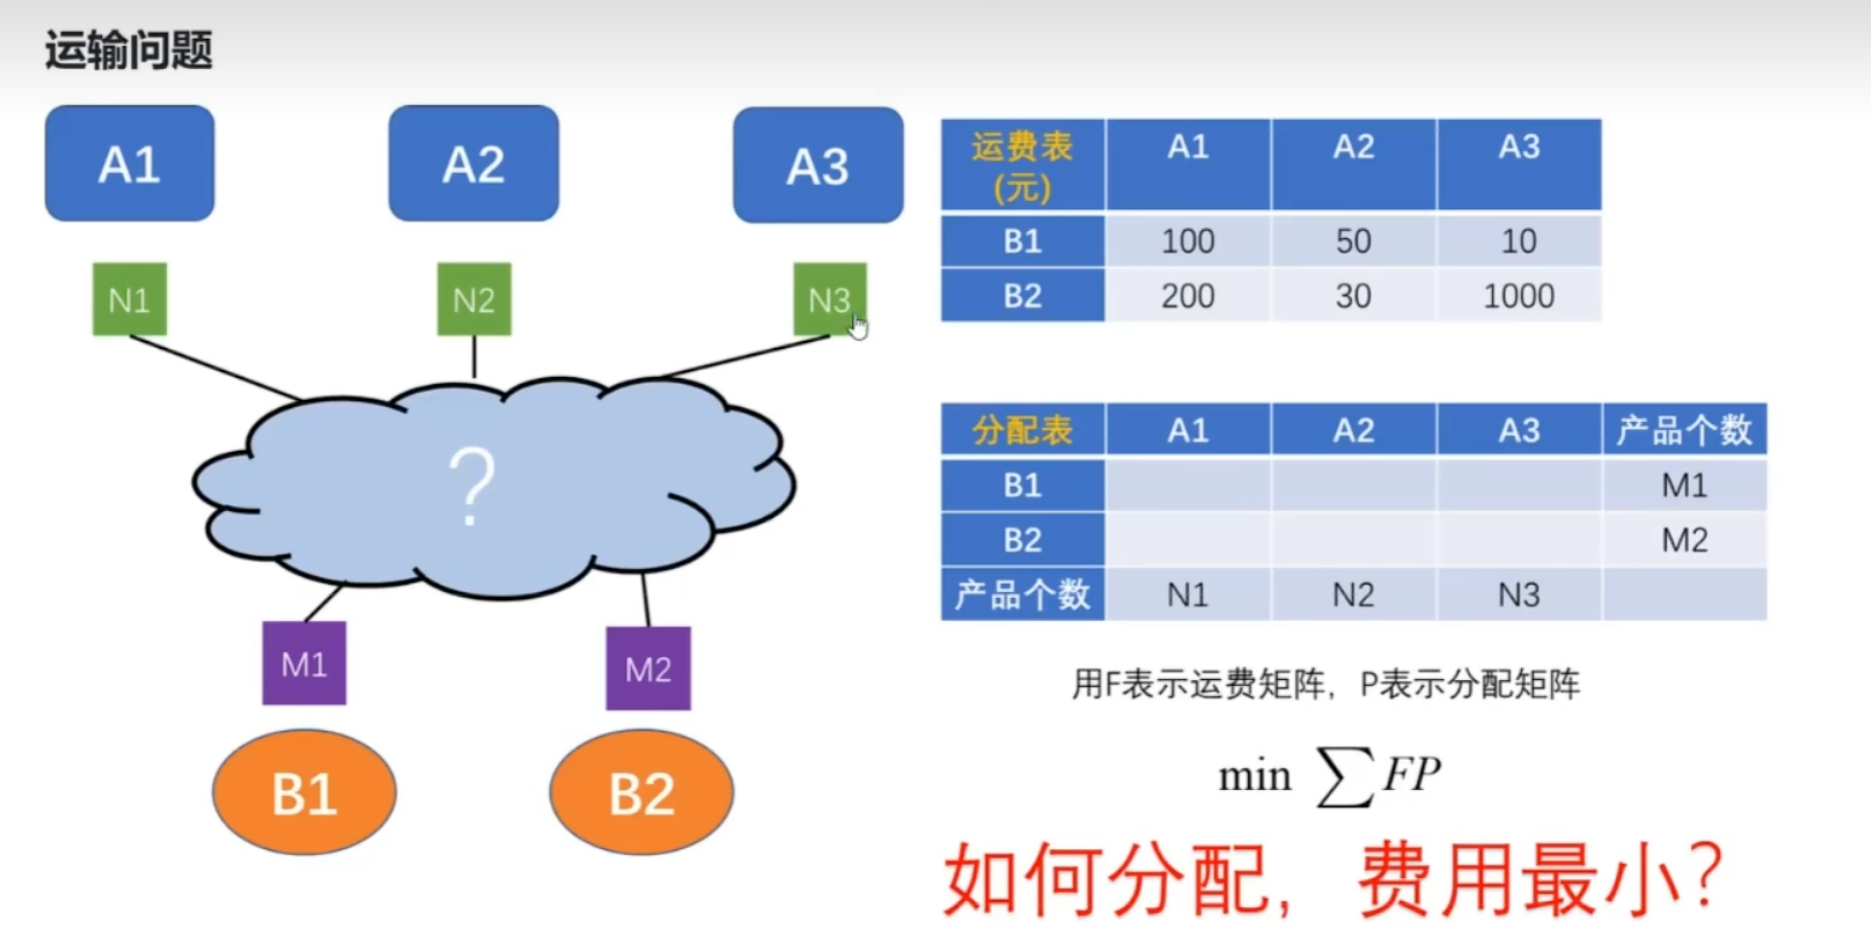 运输问题
A1
A2
A3
N1
N2
N3
?
M1
M2
B1
B2
运费表 A1 A2 A3
(元)
B1 100 50 10
B2 200 30 1000
分配表 A1 A2 A3 产品个数
B1 M1
B2 M2
产品个数 N1 N2 N3
用F表示运费矩阵，P表示分配矩阵
min ∑FP
如何分配，费用最小？